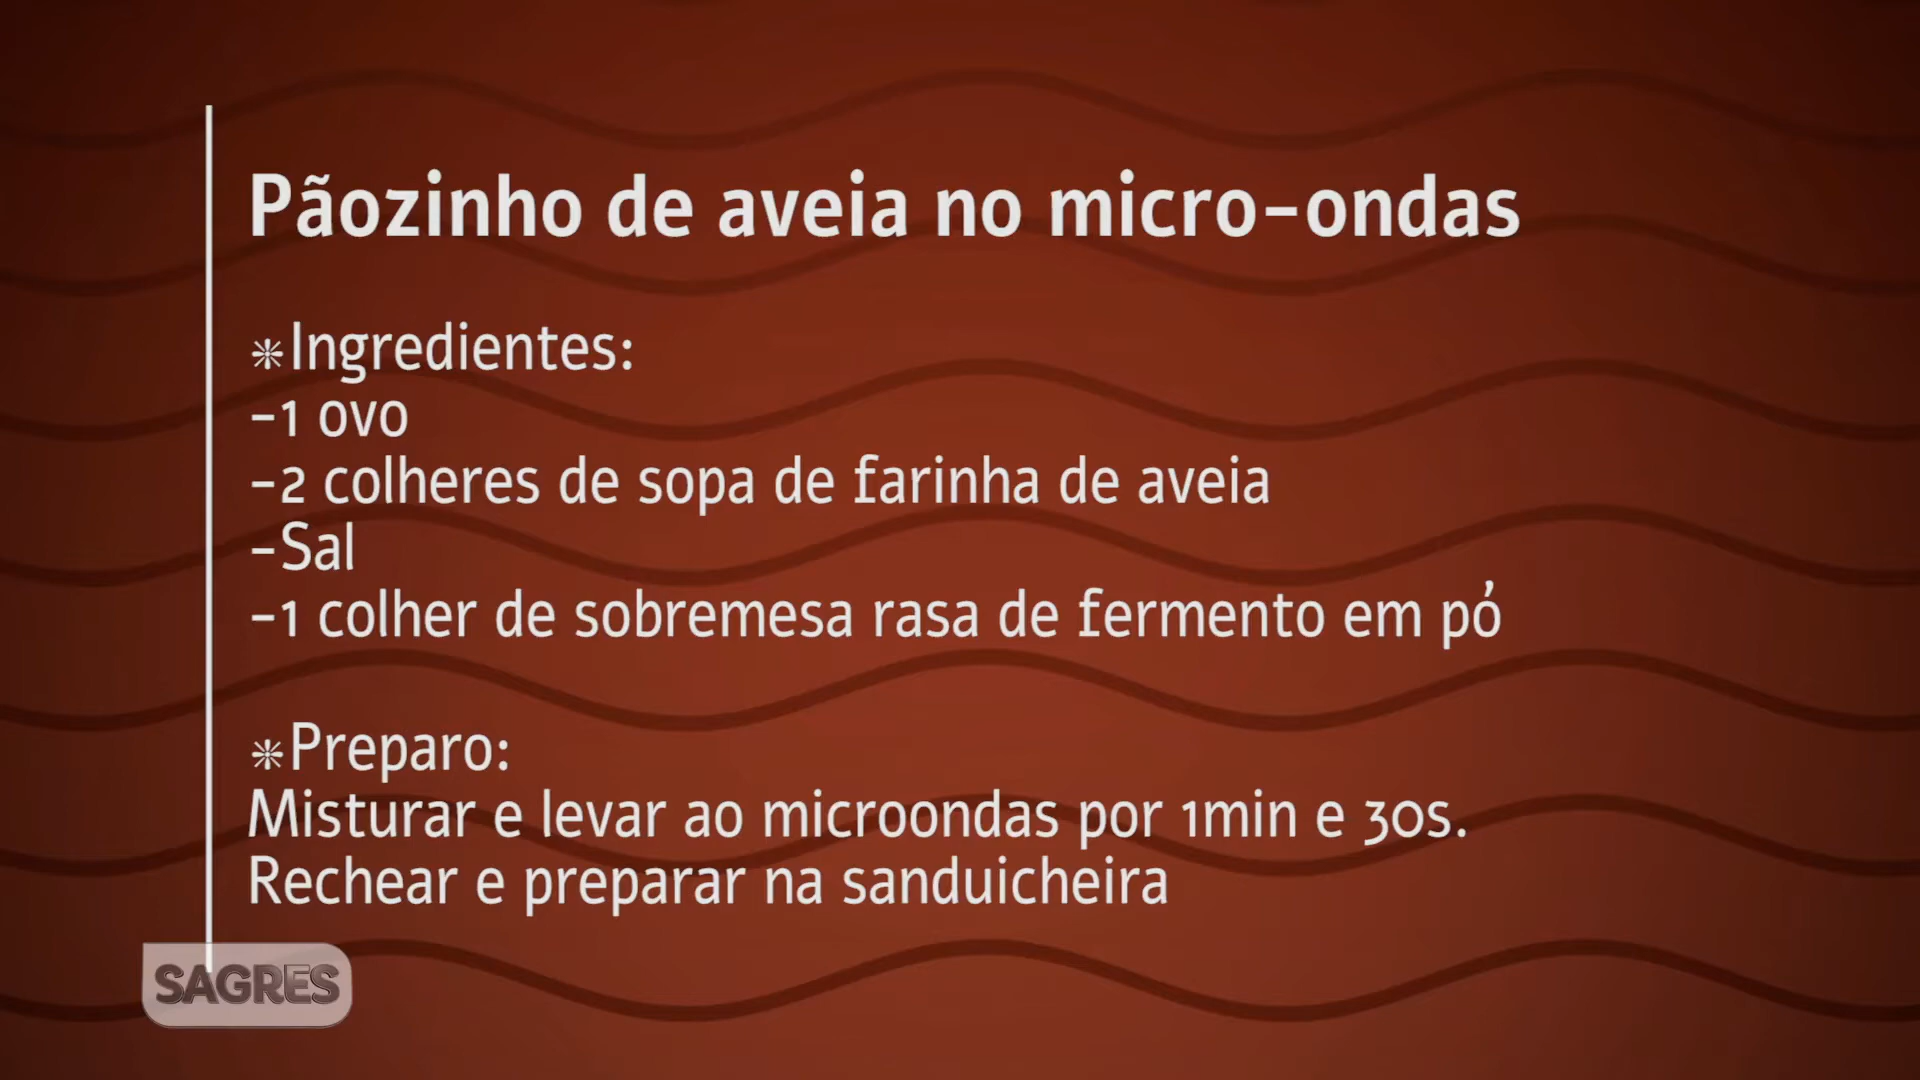 Pãozinho de aveia no micro-ondas
*Ingredientes:
-1 ovo
-2 colheres de sopa de farinha de aveia
-Sal
-1 colher de sobremesa rasa de fermento em pó
*Preparo:
Misturar e levar ao microondas por 1min e 30s.
Rechear e preparar na sanduicheira
SAGRES